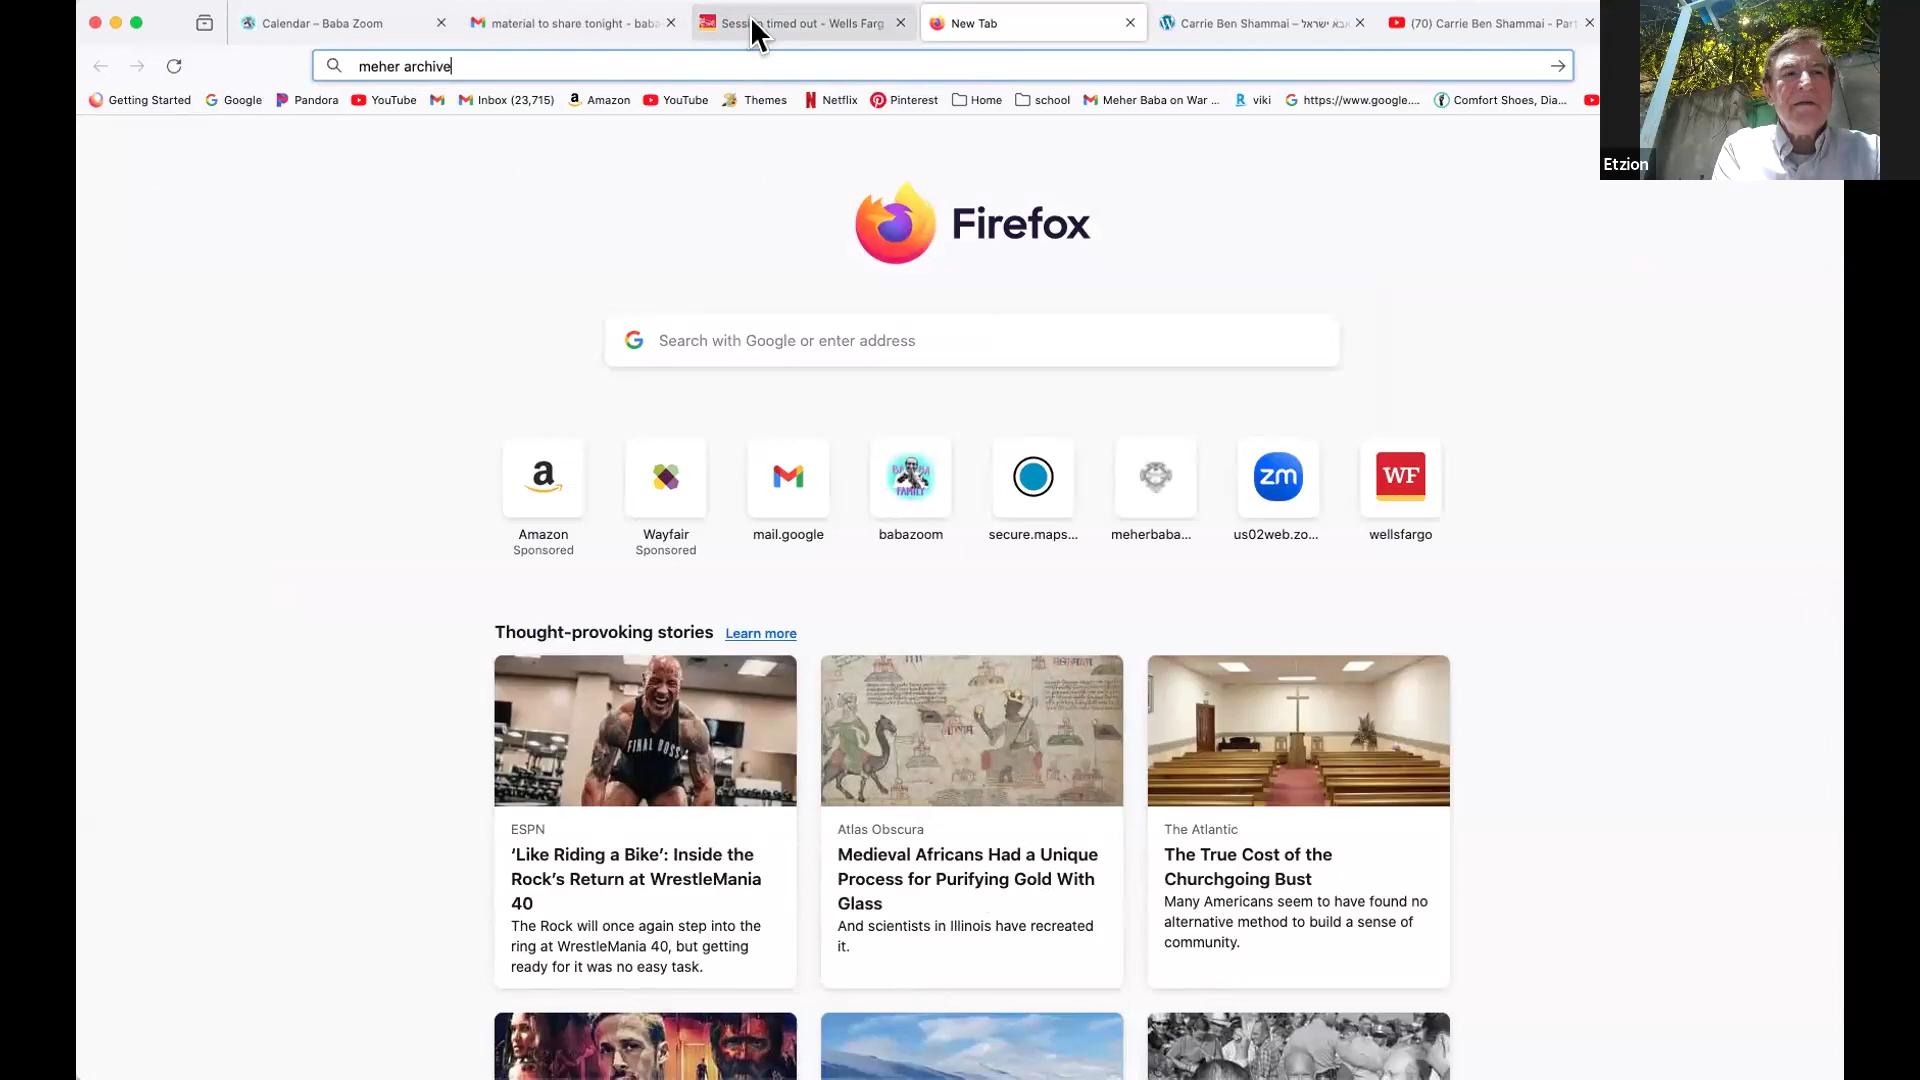 Calendar – Baba Zoom
material to share tonight - baba
Session timed out - Wells Farg
New Tab
Carrie Ben Shammai – אבא ישראל
(70) Carrie Ben Shammai - Par
meher archive
Getting Started
Google
Pandora
YouTube
Inbox (23,715)
Amazon
YouTube
Themes
Netflix
Pinterest
Home
school
Meher Baba on War ...
viki
https://www.google....
Comfort Shoes, Dia...
Etzion
Firefox
Search with Google or enter address
a
zm
WF
Amazon
Sponsored
Wayfair
Sponsored
mail.google
babazoom
secure.maps...
meherbaba...
us02web.zo...
wellsfargo
Thought-provoking stories
Learn more
FINAL BOSS
ESPN
‘Like Riding a Bike’: Inside the
Rock’s Return at WrestleMania
40
The Rock will once again step into the
ring at WrestleMania 40, but getting
ready for it was no easy task.
Atlas Obscura
Medieval Africans Had a Unique
Process for Purifying Gold With
Glass
And scientists in Illinois have recreated
it.
The Atlantic
The True Cost of the
Churchgoing Bust
Many Americans seem to have found no
alternative method to build a sense of
community.